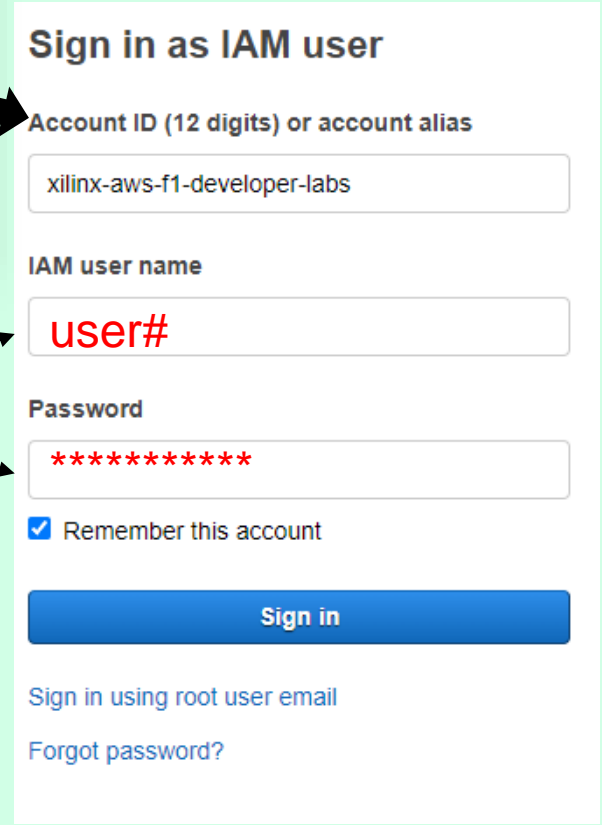 Sign in as IAM user
Account ID (12 digits) or account alias
xilinx-aws-f1-developer-labs
IAM user name
user#
Password
***********
Remember this account
Sign in
Sign in using root user email
Forgot password?